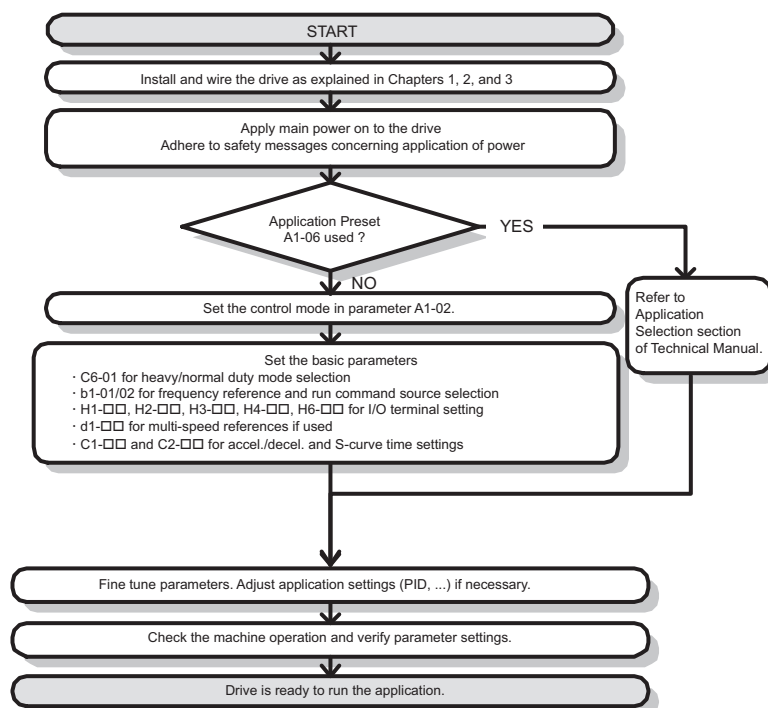 START
Install and wire the drive as explained in Chapters 1, 2, and 3
Apply main power on to the drive
Adhere to safety messages concerning application of power
Application Preset
A1-06 used ?
YES
NO
Set the control mode in parameter A1-02.
Refer to
Application
Selection section
of Technical Manual.
Set the basic parameters
· C6-01 for heavy/normal duty mode selection
· b1-01/02 for frequency reference and run command source selection
· H1-□□, H2-□□, H3-□□, H4-□□, H6-□□ for I/O terminal setting
· d1-□□ for multi-speed references if used
· C1-□□ and C2-□□ for accel./decel. and S-curve time settings
Fine tune parameters. Adjust application settings (PID, ...) if necessary.
Check the machine operation and verify parameter settings.
Drive is ready to run the application.